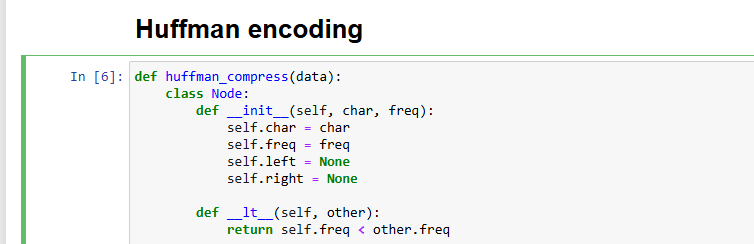 Huffman encoding
In [6]: def huffman_compress(data):
    class Node:
        def __init__(self, char, freq):
            self.char = char
            self.freq = freq
            self.left = None
            self.right = None

        def __lt__(self, other):
            return self.freq < other.freq